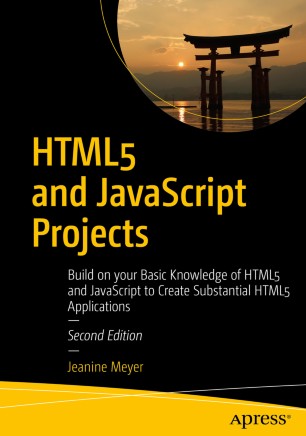 HTML5
and JavaScript
Projects
Build on your Basic Knowledge of HTML5
and JavaScript to Create Substantial HTML5
Applications
—
Second Edition
—
Jeanine Meyer
Apress®